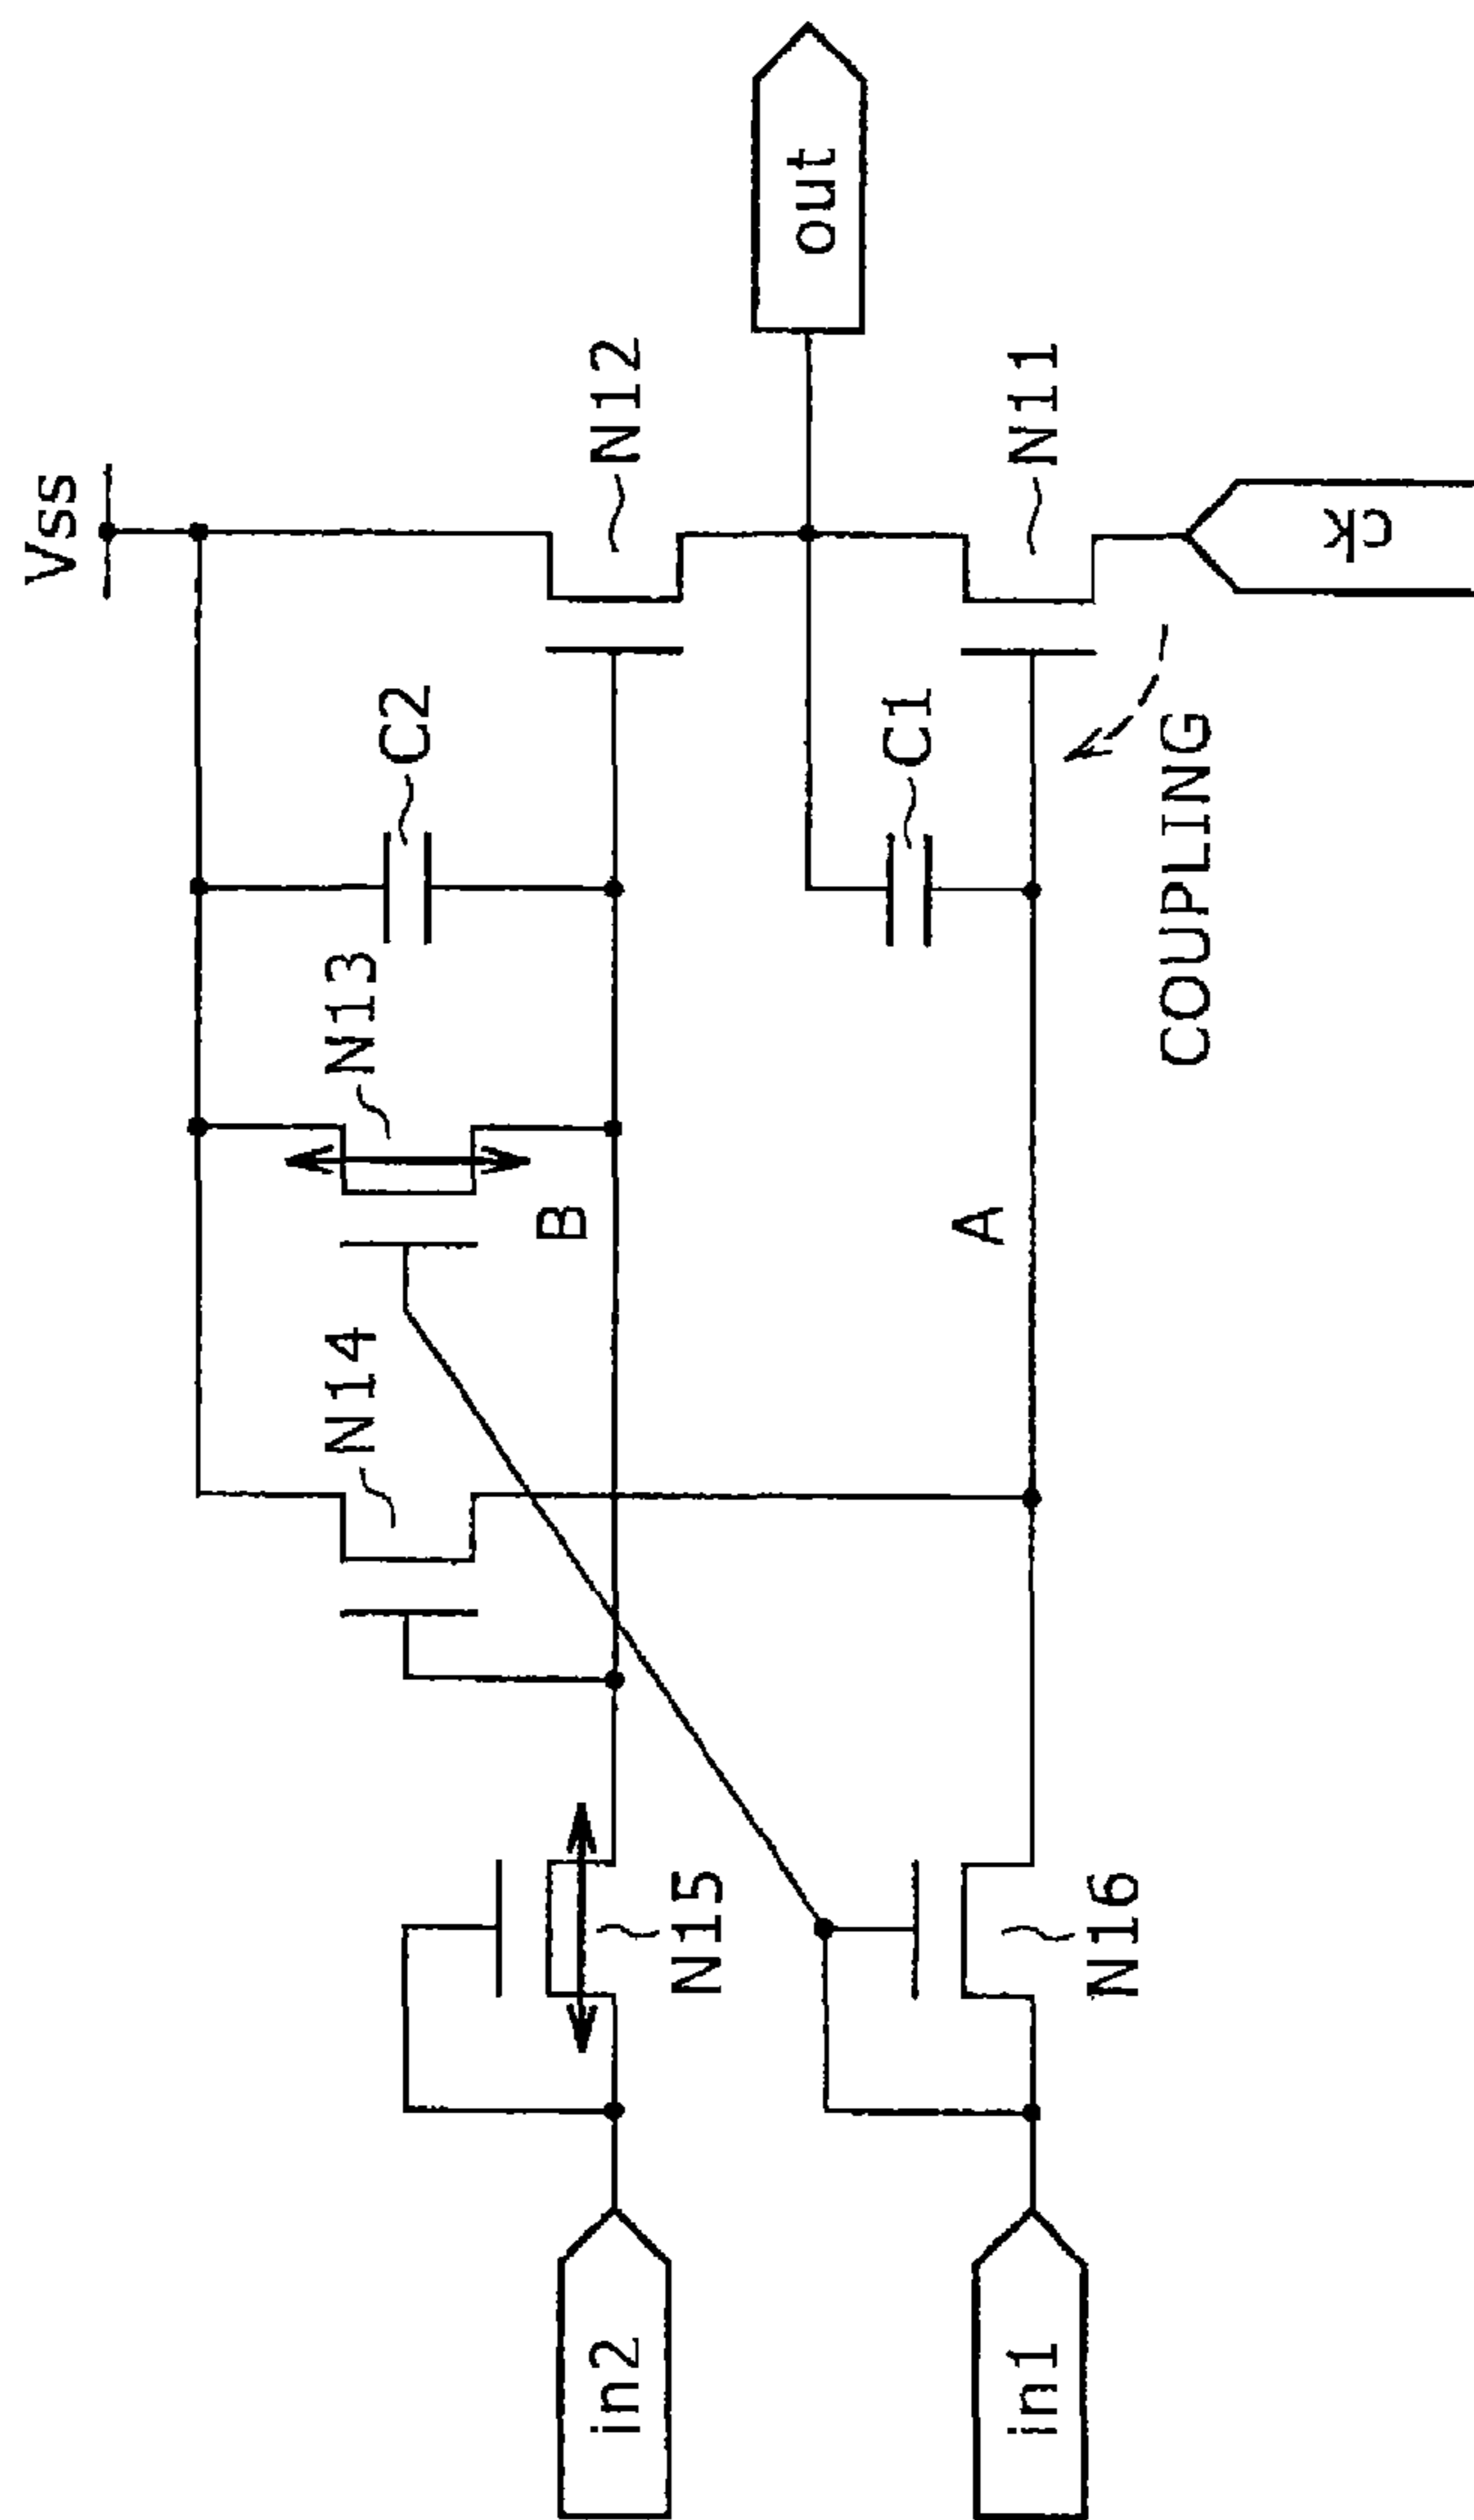 Vss
N14
N13
C2
B
in2
N15
N12
out
C1
A
in1
N16
N11
COUPLING
ck